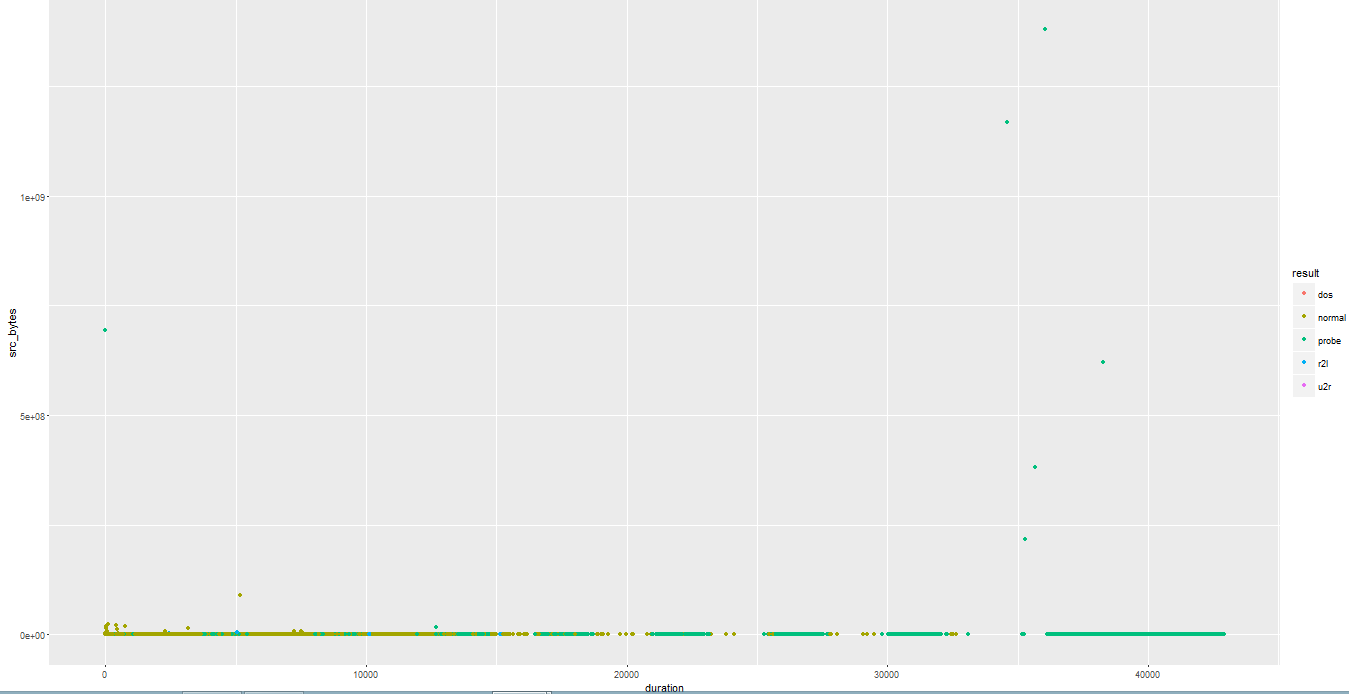 1e+09
5e+08
0e+00
src_bytes
0
10000
20000
30000
40000
duration
result
dos
normal
probe
r2l
u2r